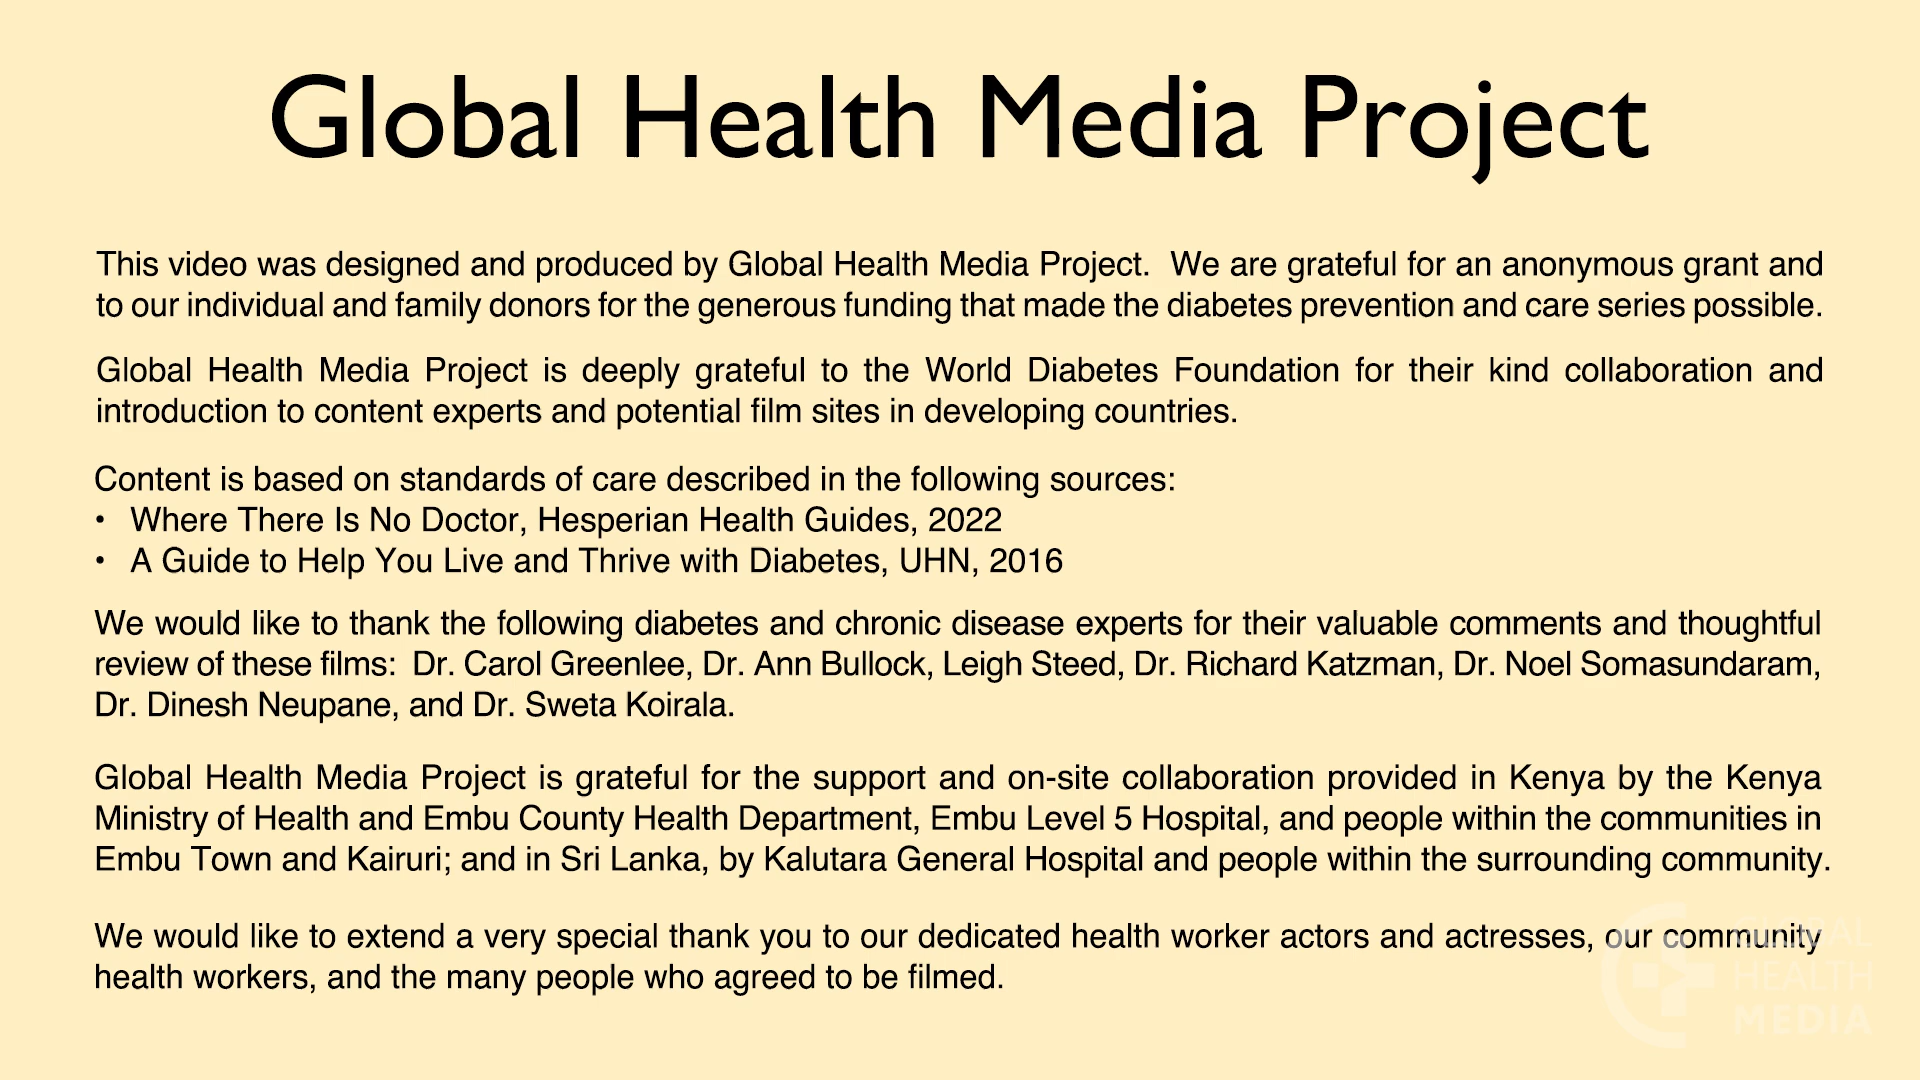 Global Health Media Project
This video was designed and produced by Global Health Media Project.  We are grateful for an anonymous grant and
to our individual and family donors for the generous funding that made the diabetes prevention and care series possible.
Global Health Media Project is deeply grateful to the World Diabetes Foundation for their kind collaboration and
introduction to content experts and potential film sites in developing countries.
Content is based on standards of care described in the following sources:
• Where There Is No Doctor, Hesperian Health Guides, 2022
• A Guide to Help You Live and Thrive with Diabetes, UHN, 2016
We would like to thank the following diabetes and chronic disease experts for their valuable comments and thoughtful
review of these films:  Dr. Carol Greenlee, Dr. Ann Bullock, Leigh Steed, Dr. Richard Katzman, Dr. Noel Somasundaram,
Dr. Dinesh Neupane, and Dr. Sweta Koirala.
Global Health Media Project is grateful for the support and on-site collaboration provided in Kenya by the Kenya
Ministry of Health and Embu County Health Department, Embu Level 5 Hospital, and people within the communities in
Embu Town and Kairuri; and in Sri Lanka, by Kalutara General Hospital and people within the surrounding community.
We would like to extend a very special thank you to our dedicated health worker actors and actresses, our community
health workers, and the many people who agreed to be filmed.
GLOBAL
HEALTH
MEDIA